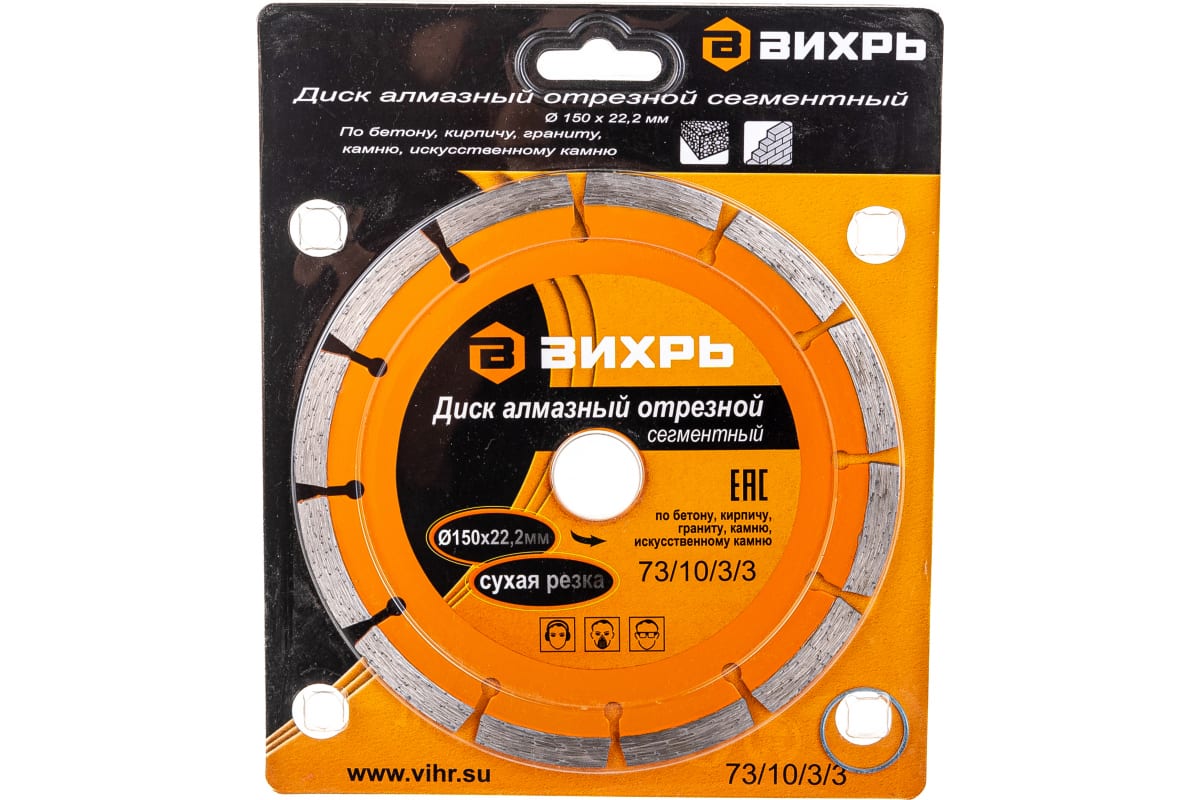 ВИХРЬ
Диск алмазный отрезной сегментный
Ø 150 x 22,2 мм
По бетону, кирпичу, граниту,
камню, искусственному камню
ВИХРЬ
Диск алмазный отрезной
сегментный
EAC
по бетону, кирпичу,
граниту, камню,
искусственному камню
Ø150x22,2мм
сухая резка
73/10/3/3
www.vihr.su
73/10/3/3